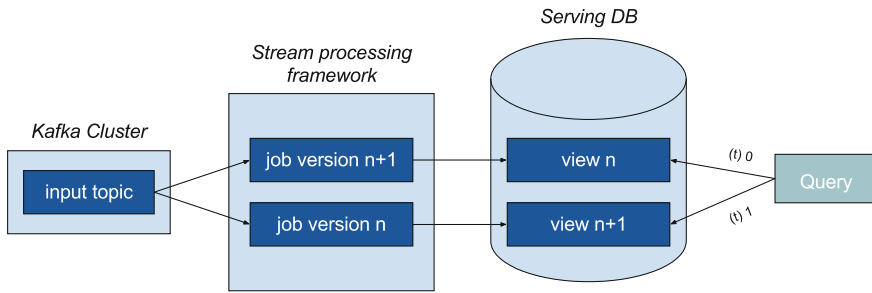 Serving DB
Stream processing
framework
Kafka Cluster
input topic
job version n+1
job version n
view n
view n+1
(t) 0
(t) 1
Query